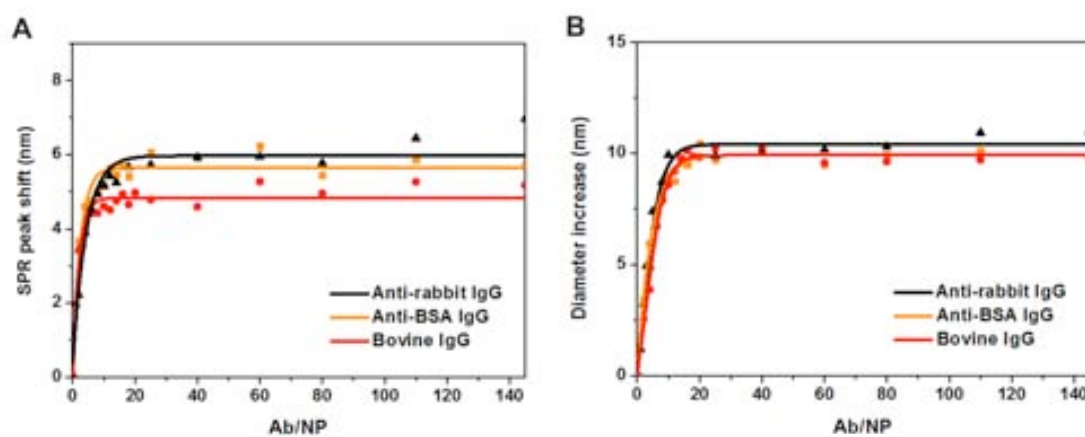 A
8
6
4
2
0
SPR peak shift (nm)
Anti-rabbit IgG
Anti-BSA IgG
Bovine IgG
0 20 40 60 80 100 120 140
Ab/NP
B
15
10
5
0
Diameter increase (nm)
Anti-rabbit IgG
Anti-BSA IgG
Bovine IgG
0 20 40 60 80 100 120 140
Ab/NP